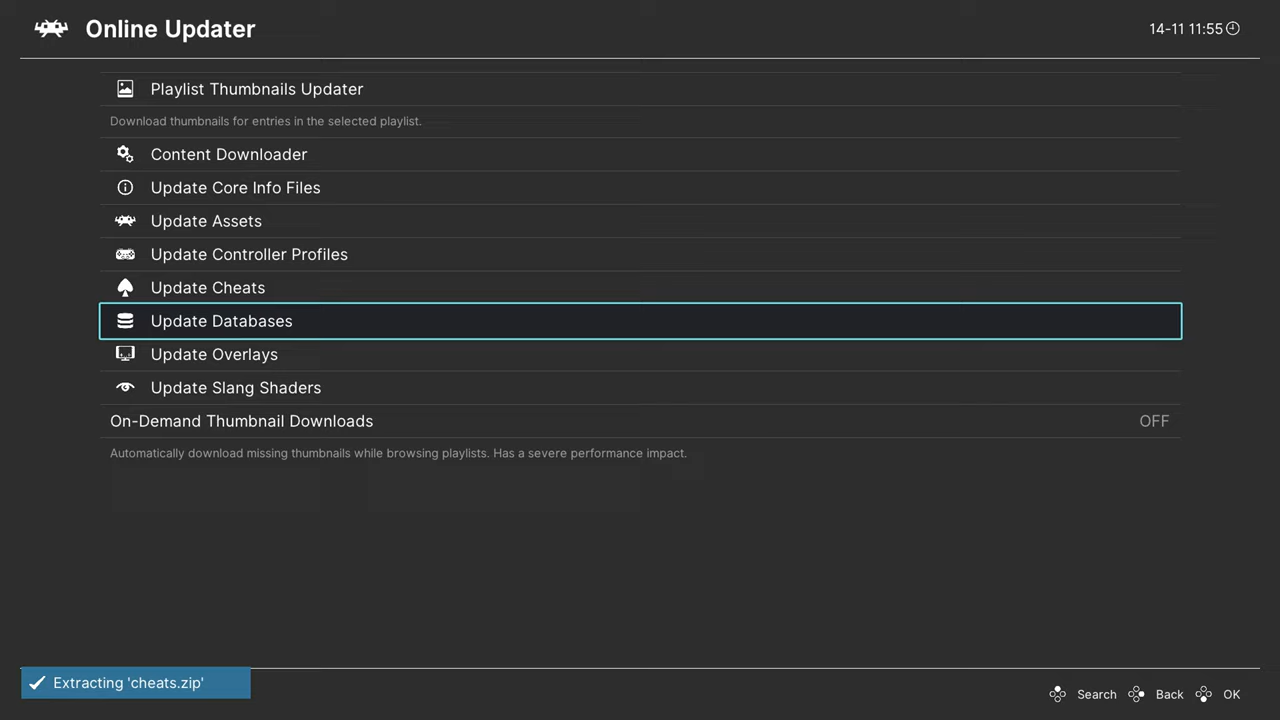 Online Updater
14-11 11:55
Playlist Thumbnails Updater
Download thumbnails for entries in the selected playlist.
Content Downloader
Update Core Info Files
Update Assets
Update Controller Profiles
Update Cheats
Update Databases
Update Overlays
Update Slang Shaders
On-Demand Thumbnail Downloads OFF
Automatically download missing thumbnails while browsing playlists. Has a severe performance impact.
Extracting 'cheats.zip'
Search Back OK